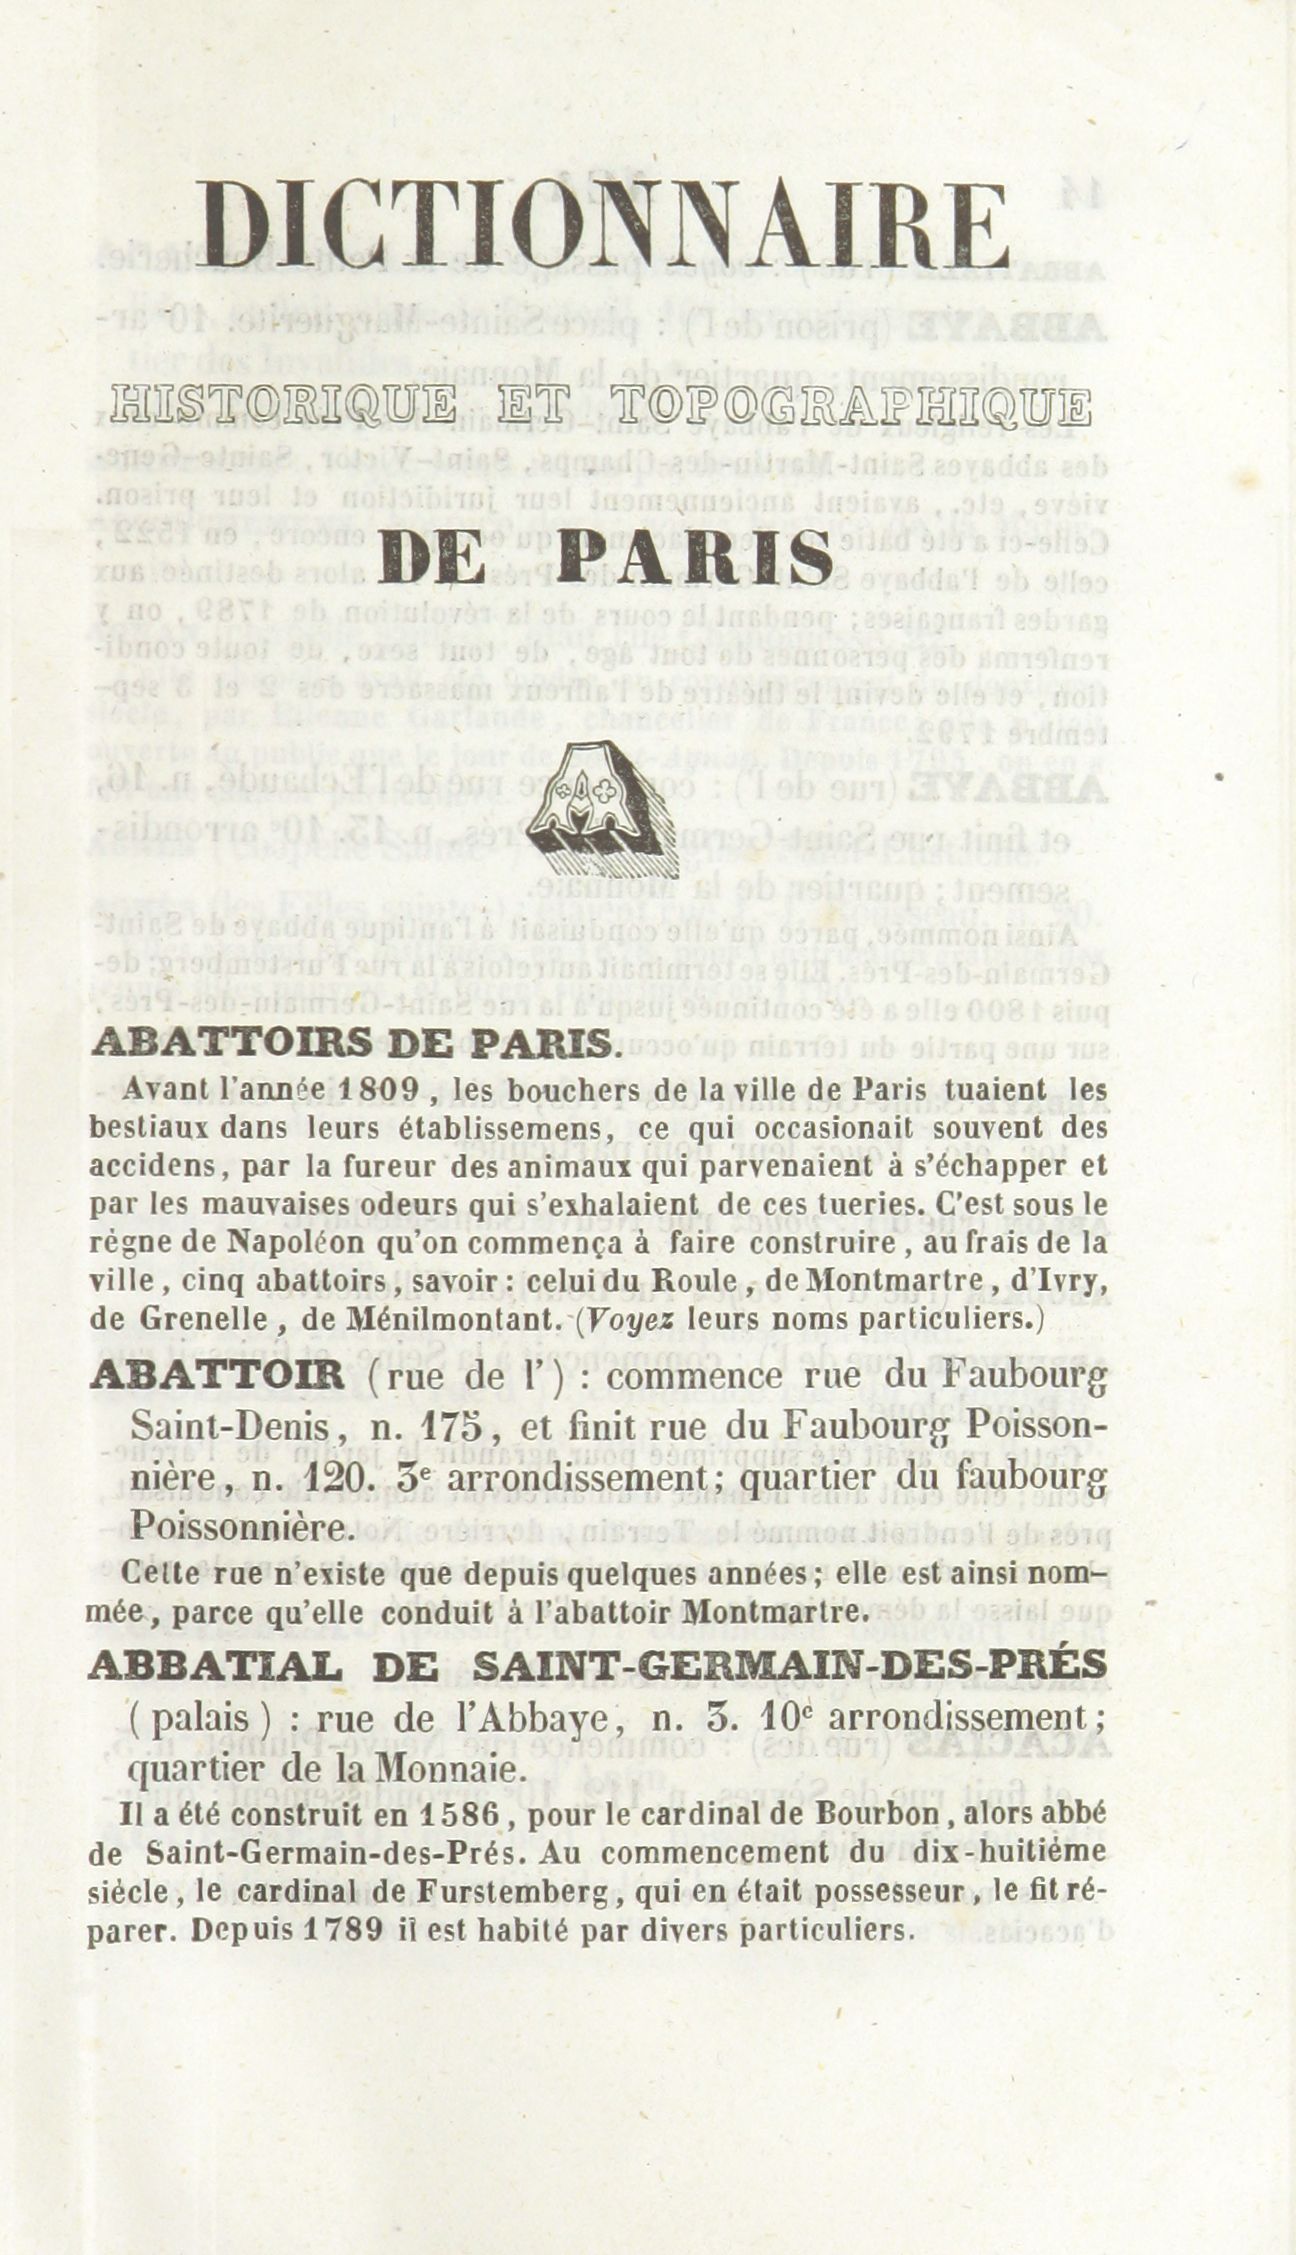 DICTIONNAIRE
HISTORIQUE ET TOPOGRAPHIQUE
DE PARIS
A
ABATTOIRS DE PARIS.
Avant l'année 1809, les bouchers de la ville de Paris tuaient les
bestiaux dans leurs établissemens, ce qui occasionait souvent des
accidens, par la fureur des animaux qui parvenaient à s'échapper et
par les mauvaises odeurs qui s'exhalaient de ces tueries. C'est sous le
règne de Napoléon qu'on commença à faire construire, au frais de la
ville, cinq abattoirs, savoir : celui du Roule, de Montmartre, d'Ivry,
de Grenelle, de Ménilmontant. (Voyez leurs noms particuliers.)
ABATTOIR (rue de l') : commence rue du Faubourg
Saint-Denis, n. 175, et finit rue du Faubourg Poisson-
nière, n. 120. 3e arrondissement; quartier du faubourg
Poissonnière.
Cette rue n'existe que depuis quelques années; elle est ainsi nom-
mée, parce qu'elle conduit à l'abattoir Montmartre.
ABBATIAL DE SAINT-GERMAIN-DES-PRÉS
(palais) : rue de l'Abbaye, n. 3. 10e arrondissement;
quartier de la Monnaie.
Il a été construit en 1586, pour le cardinal de Bourbon, alors abbé
de Saint-Germain-des-Prés. Au commencement du dix-huitième
siècle, le cardinal de Furstemberg, qui en était possesseur, le fit ré-
parer. Depuis 1789 il est habité par divers particuliers.